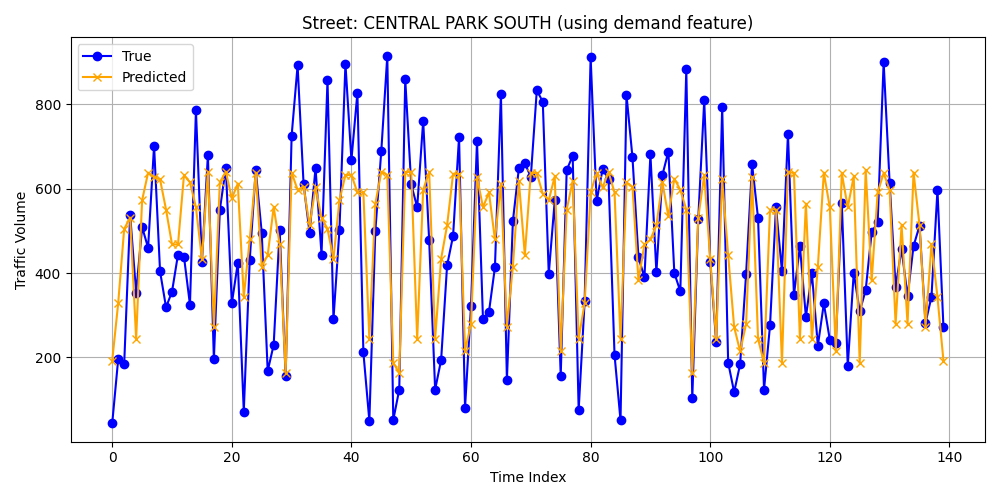 Street: CENTRAL PARK SOUTH (using demand feature)
True
Predicted
Traffic Volume
800
600
400
200
0
20
40
60
80
100
120
140
Time Index